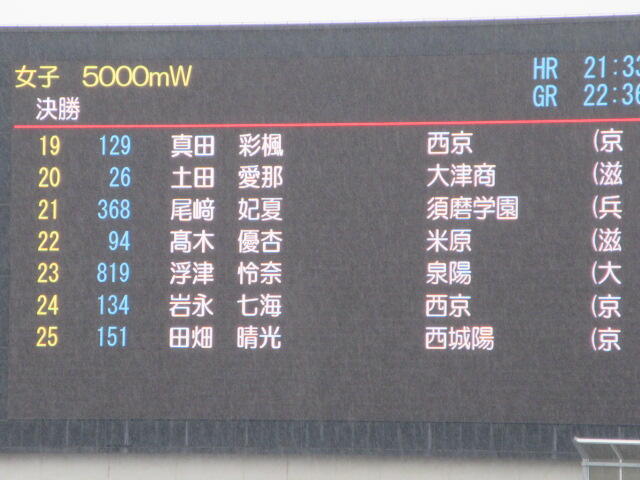 女子 5000mW HR 21:33
決勝 GR 22:36
19 129 真田 彩楓 西京 (京
20 26 土田 愛那 大津商 (滋
21 368 尾﨑 妃夏 須磨学園 (兵
22 94 髙木 優杏 米原 (滋
23 819 浮津 怜奈 泉陽 (大
24 134 岩永 七海 西京 (京
25 151 田畑 晴光 西城陽 (京